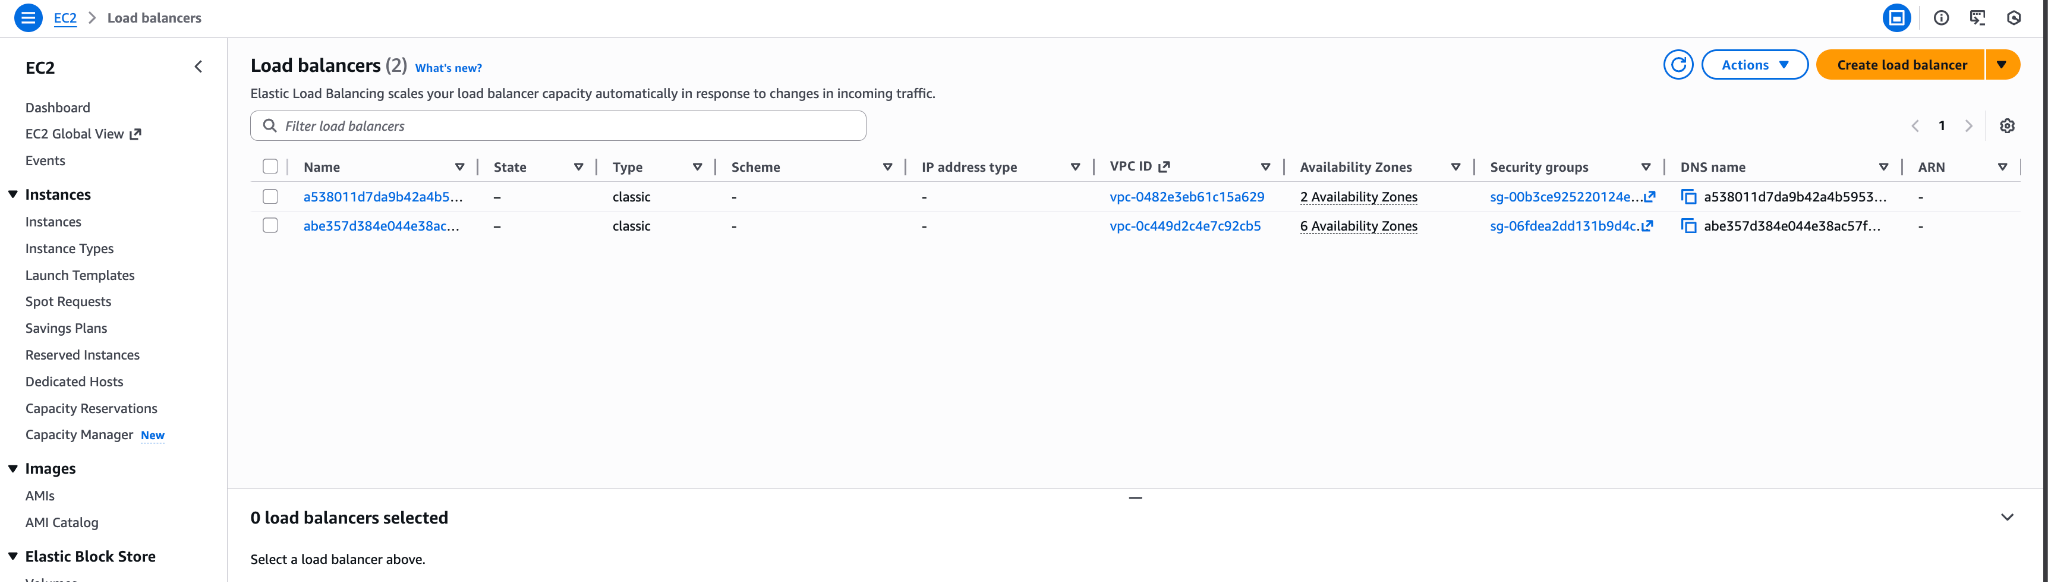 EC2 Load balancers
EC2
Dashboard
EC2 Global View
Events
Instances
Instances
Instance Types
Launch Templates
Spot Requests
Savings Plans
Reserved Instances
Dedicated Hosts
Capacity Reservations
Capacity Manager New
Images
AMIs
AMI Catalog
Elastic Block Store
Load balancers (2) What's new?
Actions
Create load balancer
Elastic Load Balancing scales your load balancer capacity automatically in response to changes in incoming traffic.
Filter load balancers
1
Name State Type Scheme IP address type VPC ID Availability Zones Security groups DNS name ARN
a538011d7da9b42a4b5... – classic - - vpc-0482e3eb61c15a629 2 Availability Zones sg-00b3ce925220124e... a538011d7da9b42a4b5953... -
abe357d384e044e38ac... – classic - - vpc-0c449d2c4e7c92cb5 6 Availability Zones sg-06fdea2dd131b9d4c. abe357d384e044e38ac57f... -
0 load balancers selected
Select a load balancer above.